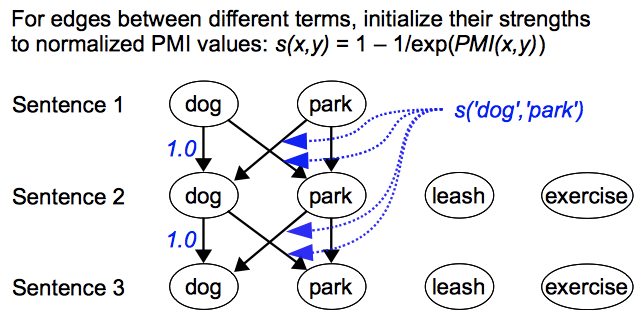 For edges between different terms, initialize their strengths
to normalized PMI values: s(x,y) = 1 – 1/exp(PMI(x,y))
Sentence 1 dog park s('dog','park')
1.0
Sentence 2 dog park leash exercise
1.0
Sentence 3 dog park leash exercise